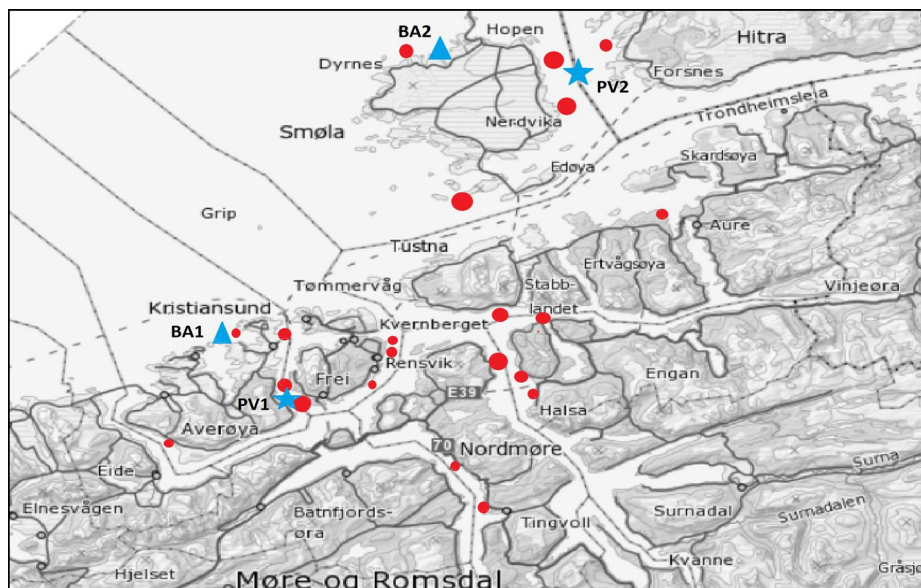 BA2
Hopen
Hitra
Dyrnes
PV2
Forsnes
Trondheimsleia
Smøla
Nerdvika
Edøya
Skardsøya
Grip
Aure
Tustna
Ertvågsøya
Tømmervåg
Stabb-
landet
Vinjeøra
Kristiansund
BA1
Kvernberget
Rensvik
Frei
E39
Engan
PV1
Halsa
Averøya
70
Nordmøre
Eide
Surna
Elnesvågen
Batnfjords-
øra
Tingvoll
Surnadal
Surnadalen
Kvanne
Hjelset
Møre og Romsdal
Gråsjø